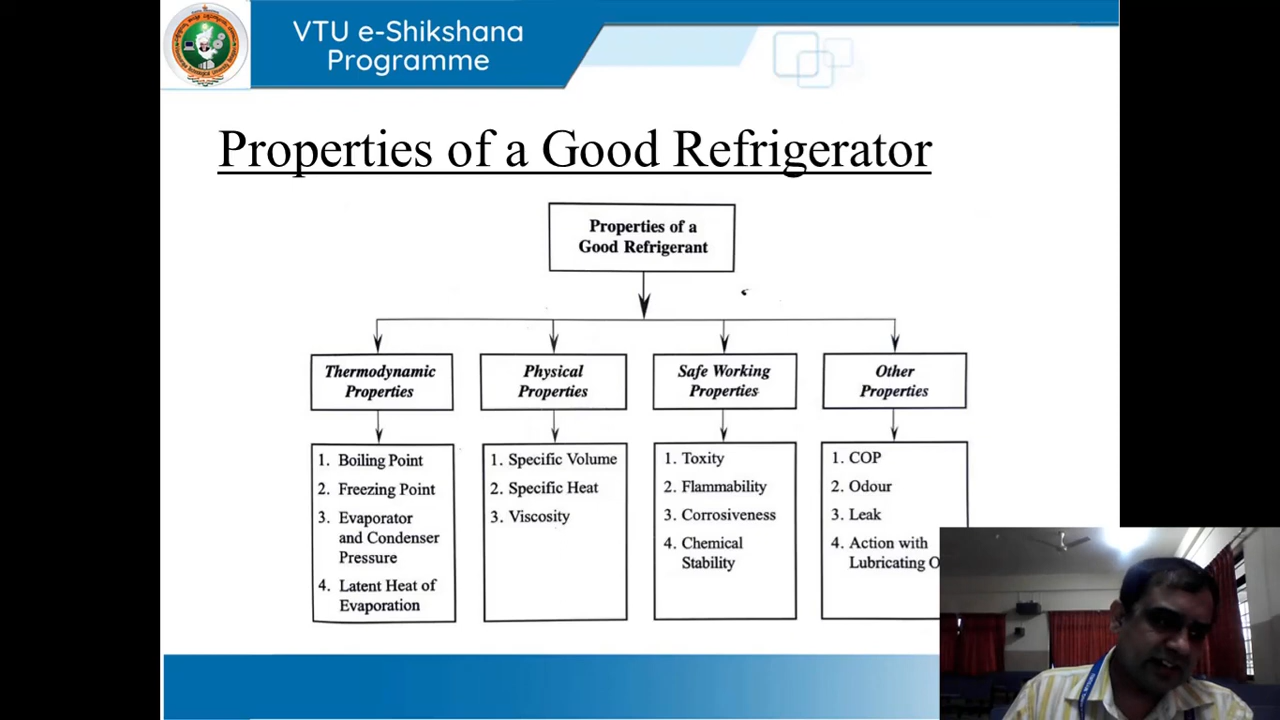 VTU e-Shikshana
Programme
Properties of a Good Refrigerator
Properties of a
Good Refrigerant
Thermodynamic
Properties
Physical
Properties
Safe Working
Properties
Other
Properties
1. Boiling Point
2. Freezing Point
3. Evaporator
and Condenser
Pressure
4. Latent Heat of
Evaporation
1. Specific Volume
2. Specific Heat
3. Viscosity
1. Toxity
2. Flammability
3. Corrosiveness
4. Chemical
Stability
1. COP
2. Odour
3. Leak
4. Action with
Lubricating